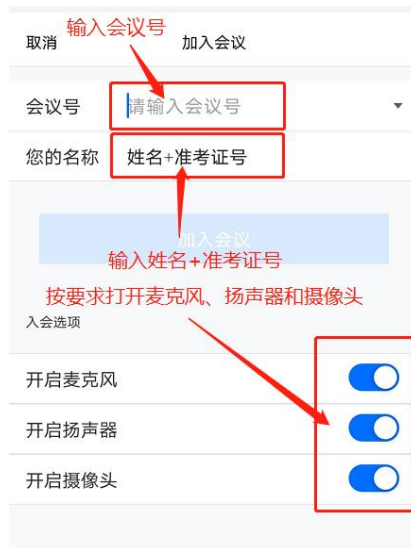 输入会议号
取消 加入会议
会议号 请输入会议号
您的名称 姓名+准考证号
加入会议
输入姓名+准考证号
按要求打开麦克风、扬声器和摄像头
入会选项
开启麦克风
开启扬声器
开启摄像头